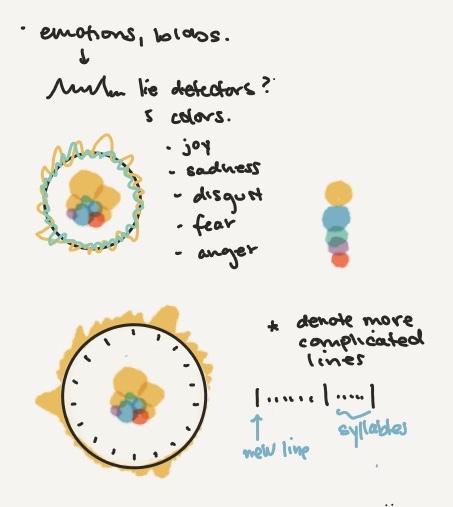 · emotions, blobs.
lie detectors?
5 colors.
· joy
- sadness
- disgust
- fear
- anger
* denote more
complicated
lines
new line
syllables